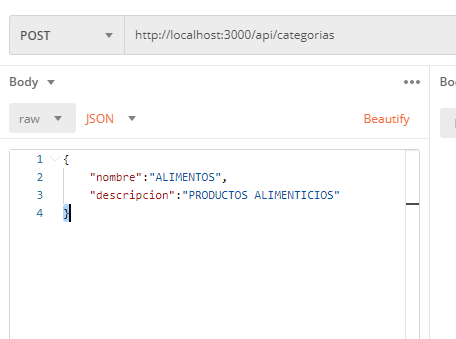 POST http://localhost:3000/api/categorias
Body Bo
raw JSON Beautify
1 {
2 "nombre":"ALIMENTOS",
3 "descripcion":"PRODUCTOS ALIMENTICIOS"
4 }